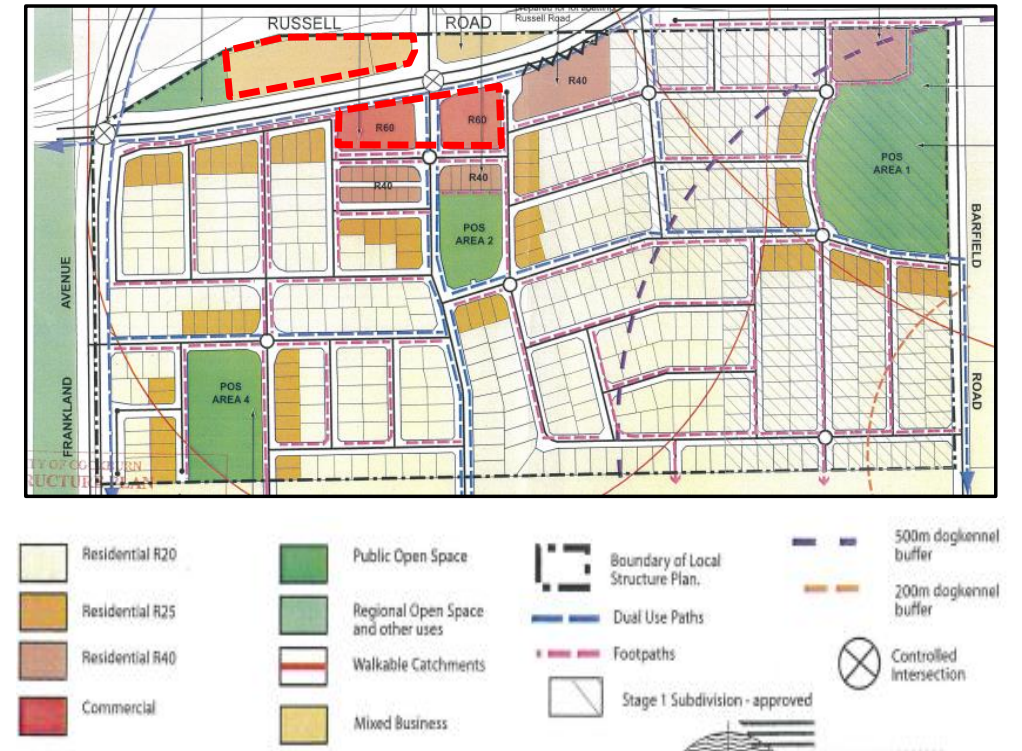 RUSSELL ROAD
Russell Road
R40
R60
R60
R40
R40
POS
AREA 1
POS
AREA 2
POS
AREA 4
FRANKLAND AVENUE
BARFIELD ROAD
Residential R20
Residential R25
Residential R40
Commercial
Public Open Space
Regional Open Space
and other uses
Walkable Catchments
Mixed Business
Boundary of Local
Structure Plan.
Dual Use Paths
Footpaths
Stage 1 Subdivision - approved
500m dogkennel
buffer
200m dogkennel
buffer
Controlled
Intersection